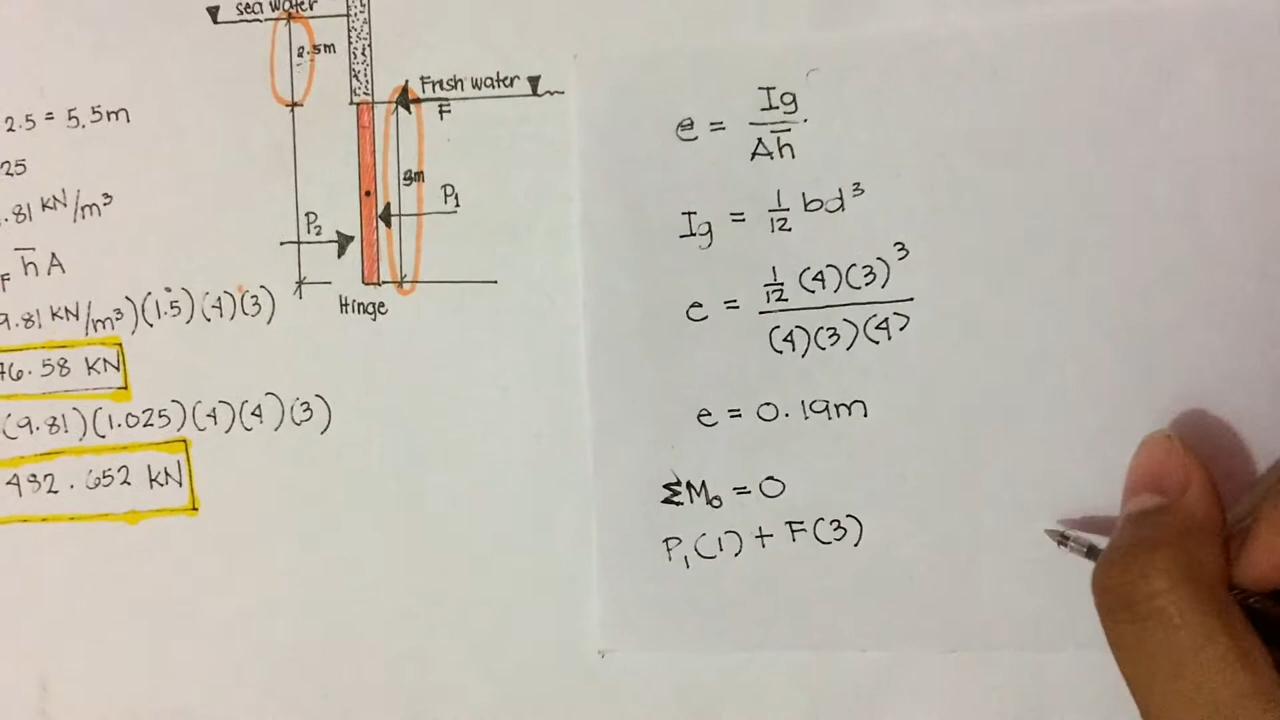 sea water
2.5m
Fresh water
F
3m
P₁
P₂
Hinge
2.5 = 5.5m
25
.81 KN/m³
F h̄ A
9.81 KN/m³)(1.5)(4)(3)
76.58 KN
(9.81)(1.025)(4)(4)(3)
482.652 KN
e = Ig / Ah̄
Ig = 1/12 bd³
e = 1/12 (4)(3)³ / (4)(3)(4)
e = 0.19m
ΣM₀ = 0
P₁(1) + F(3)